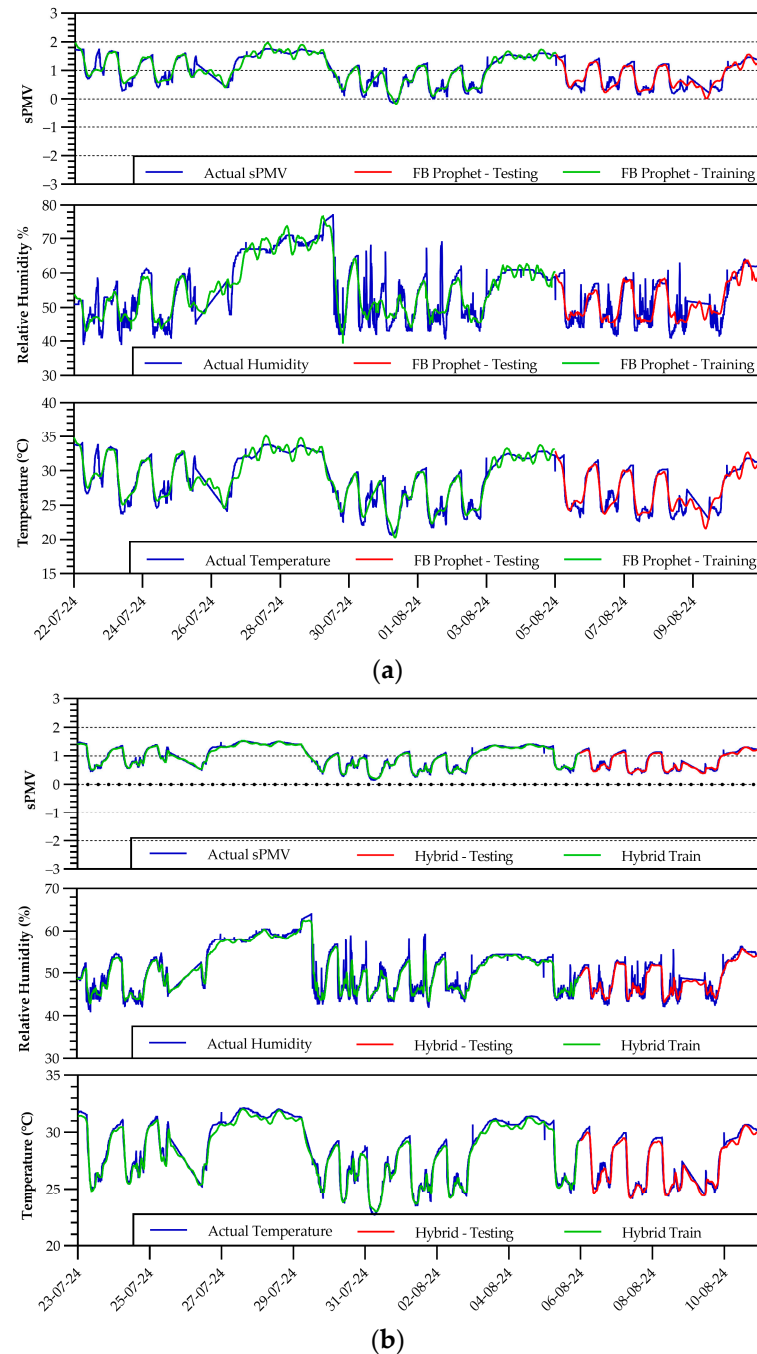 3
2
1
0
–1
–2
–3
sPMV
Actual sPMV FB Prophet - Testing FB Prophet - Training
80
70
60
50
40
30
Relative Humidity %
Actual Humidity FB Prophet - Testing FB Prophet - Training
40
35
30
25
20
15
Temperature (°C)
Actual Temperature FB Prophet - Testing FB Prophet - Training
22-07-24 24-07-24 26-07-24 28-07-24 30-07-24 01-08-24 03-08-24 05-08-24 07-08-24 09-08-24
(a)
3
2
1
0
–1
–2
–3
sPMV
Actual sPMV Hybrid - Testing Hybrid Train
70
60
50
40
30
Relative Humidity (%)
Actual Humidity Hybrid - Testing Hybrid Train
35
30
25
20
Temperature (°C)
Actual Temperature Hybrid - Testing Hybrid Train
23-07-24 25-07-24 27-07-24 29-07-24 31-07-24 02-08-24 04-08-24 06-08-24 08-08-24 10-08-24
(b)